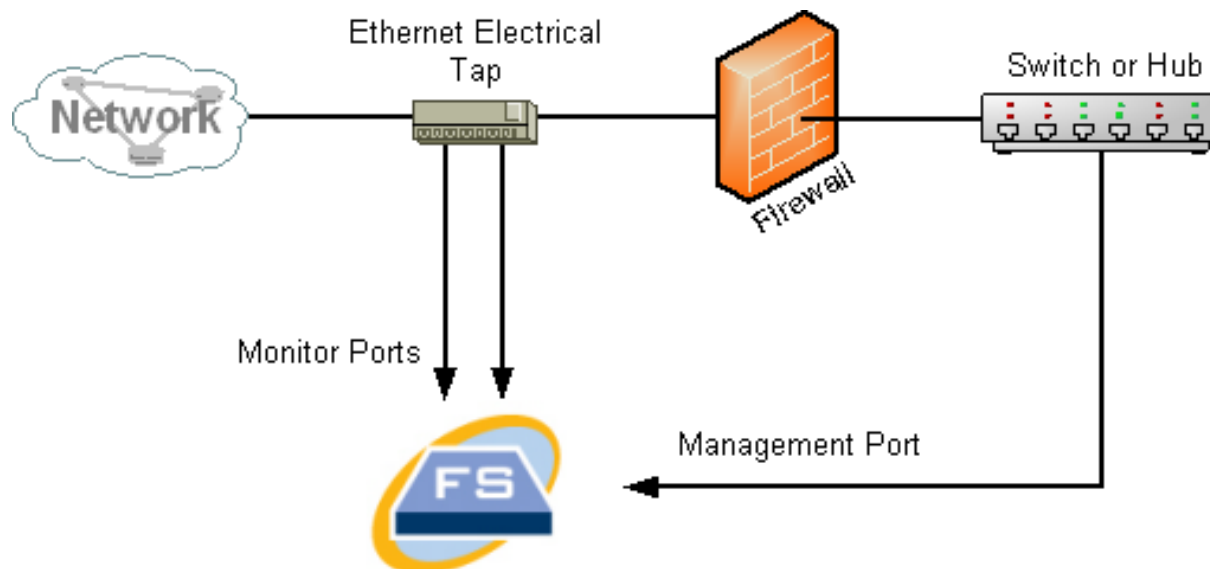 Ethernet Electrical
Tap
Switch or Hub
Network
Firewall
Monitor Ports
Management Port
FS